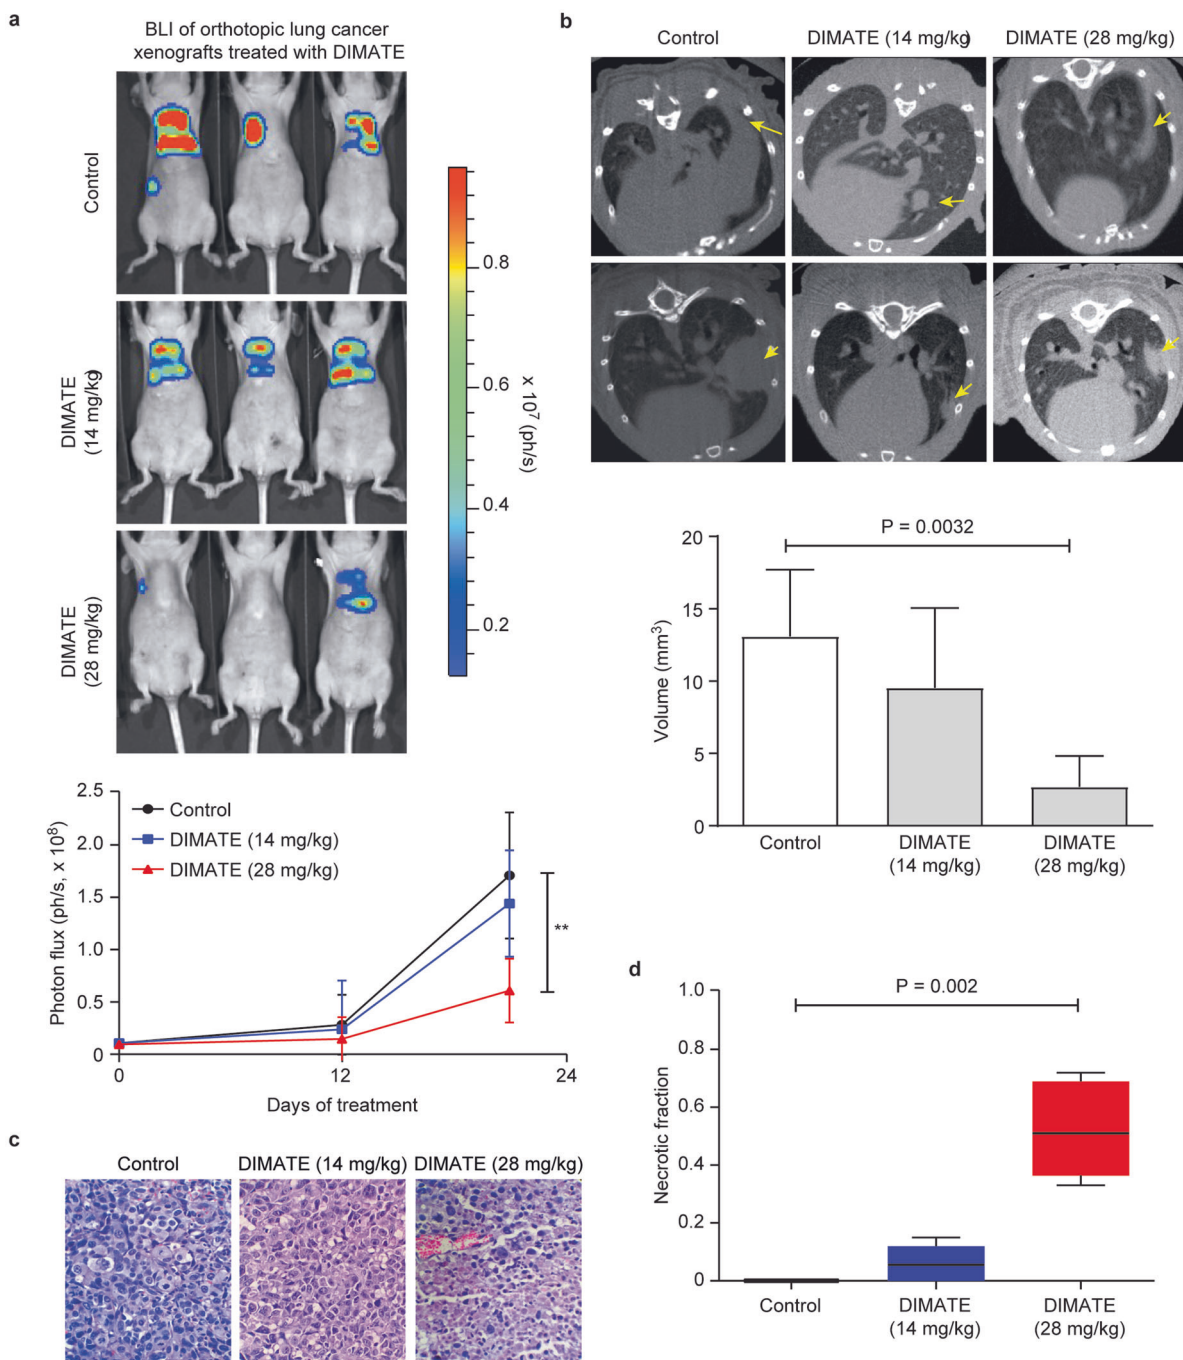 a
BLI of orthotopic lung cancer
xenografts treated with DIMATE
Control
DIMATE
(14 mg/kg)
DIMATE
(28 mg/kg)
0.8
0.6
0.4
0.2
x 10⁷ (ph/s)
2.5
2.0
1.5
1.0
0.5
0
Photon flux (ph/s, x 10⁸)
Control
DIMATE (14 mg/kg)
DIMATE (28 mg/kg)
**
0
12
24
Days of treatment
b
Control
DIMATE (14 mg/kg)
DIMATE (28 mg/kg)
P = 0.0032
20
15
10
5
0
Volume (mm³)
Control
DIMATE
(14 mg/kg)
DIMATE
(28 mg/kg)
c
Control
DIMATE (14 mg/kg)
DIMATE (28 mg/kg)
d
P = 0.002
1.0
0.8
0.6
0.4
0.2
0
Necrotic fraction
Control
DIMATE
(14 mg/kg)
DIMATE
(28 mg/kg)